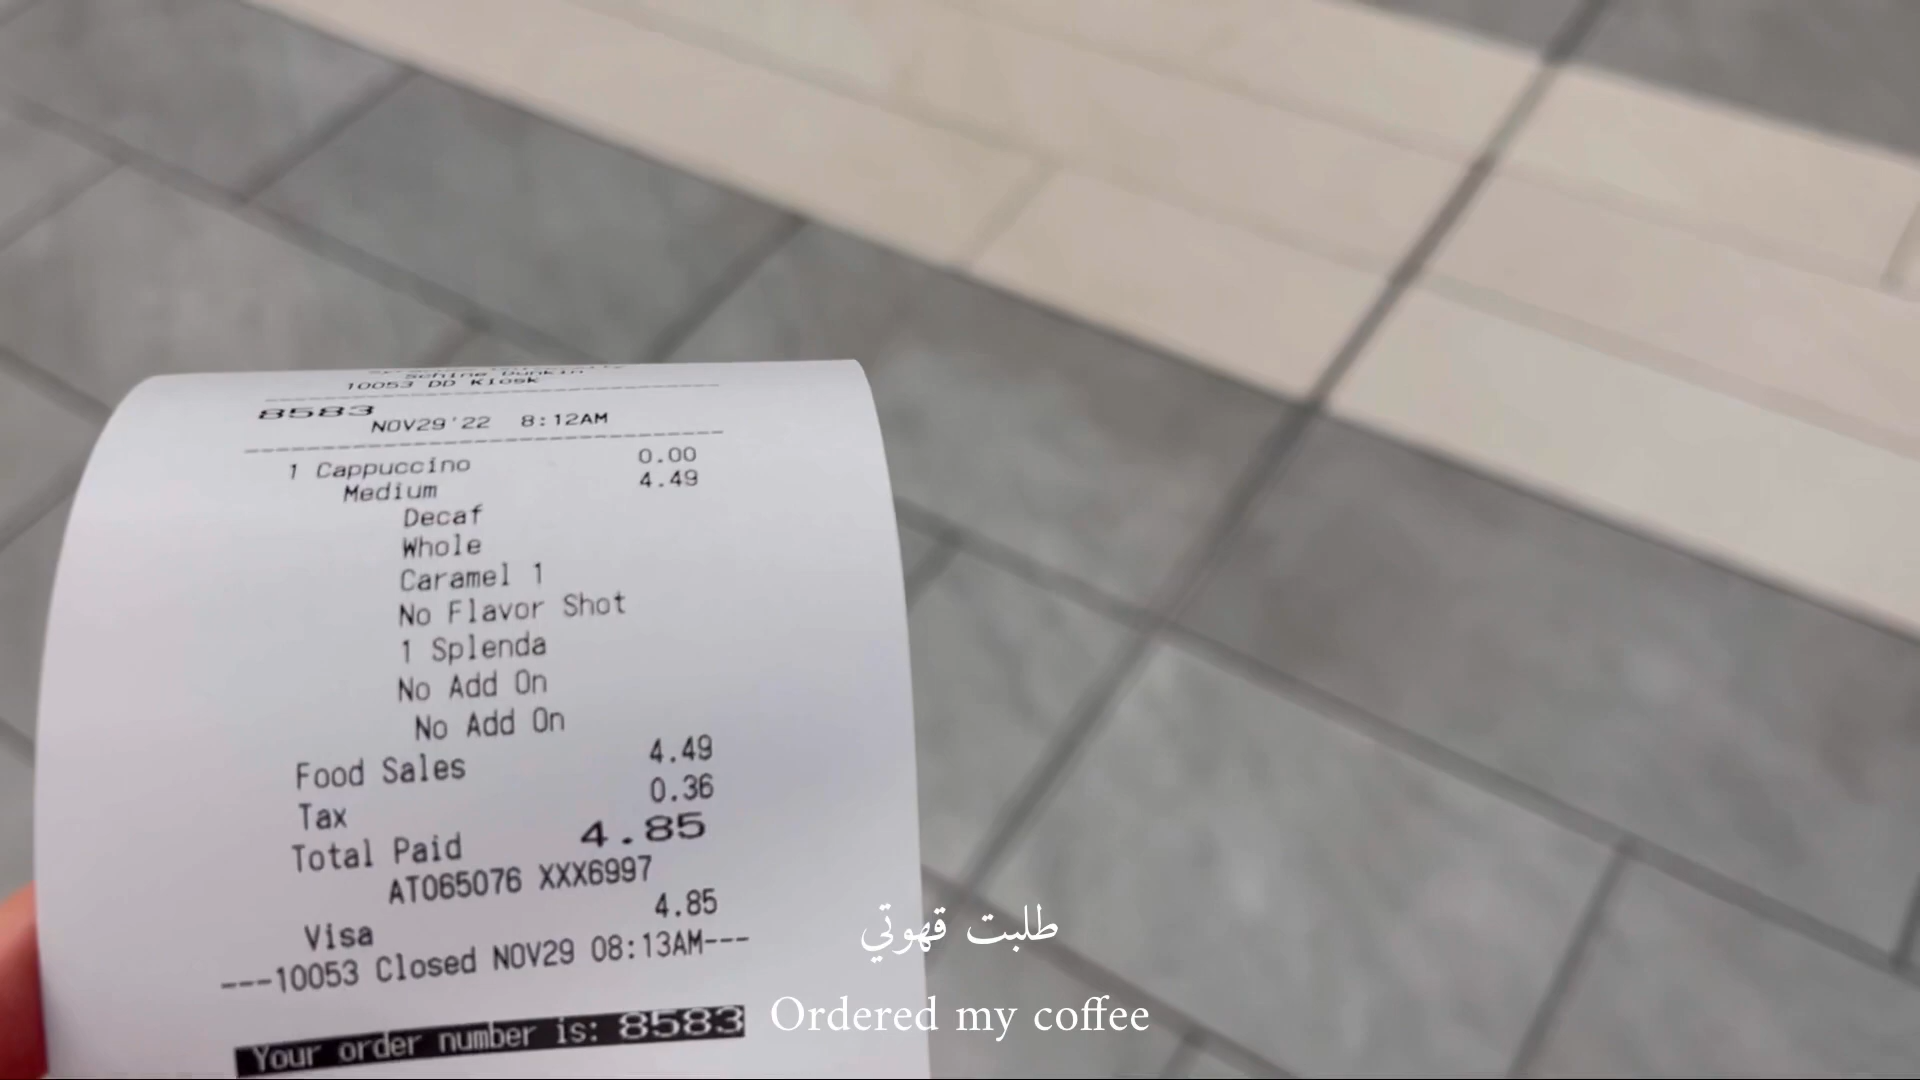 Schine Dunkin
10053 DD Kiosk
8583
NOV29'22 8:12AM
1 Cappuccino 0.00
Medium 4.49
Decaf
Whole
Caramel 1
No Flavor Shot
1 Splenda
No Add On
No Add On
Food Sales 4.49
Tax 0.36
Total Paid 4.85
AT065076 XXX6997
Visa 4.85
---10053 Closed NOV29 08:13AM---
Your order number is: 8583
طلبت قهوتي
Ordered my coffee